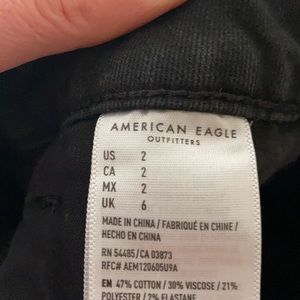 AMERICAN EAGLE
OUTFITTERS
US 2
CA 2
MX 2
UK 6
MADE IN CHINA / FABRIQUÉ EN CHINE /
HECHO EN CHINA
RN 54485/CA 03873
RFC# AEM120605U9A
EN 47% COTTON / 30% VISCOSE / 21%
POLYESTER / 2% ELASTANE